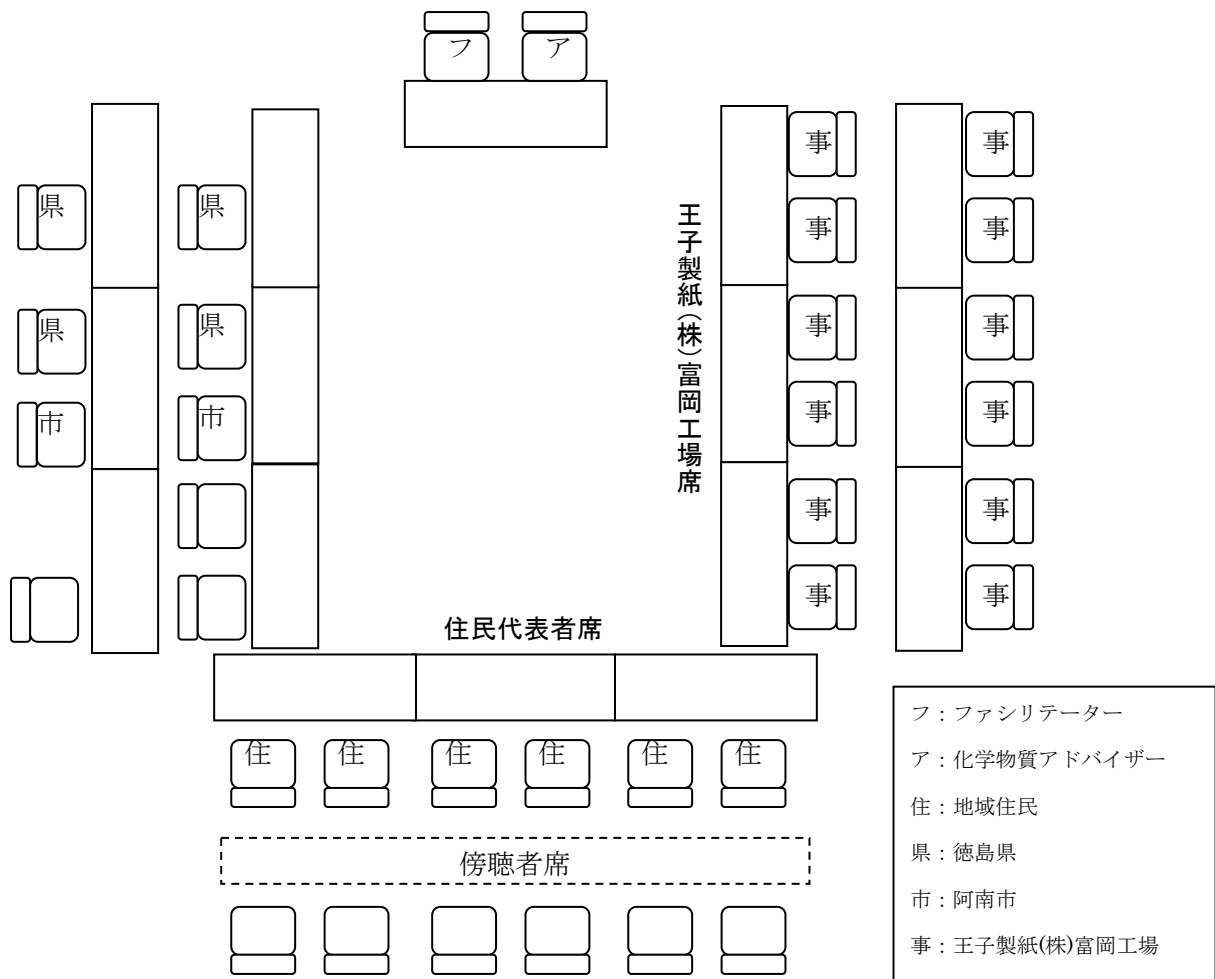 フ
ア
事
事
県
県
事
事
王子製紙(株)富岡工場席
県
県
事
事
市
市
事
事
事
事
事
事
住民代表者席
住
住
住
住
住
住
傍聴者席
フ：ファシリテーター
ア：化学物質アドバイザー
住：地域住民
県：徳島県
市：阿南市
事：王子製紙(株)富岡工場